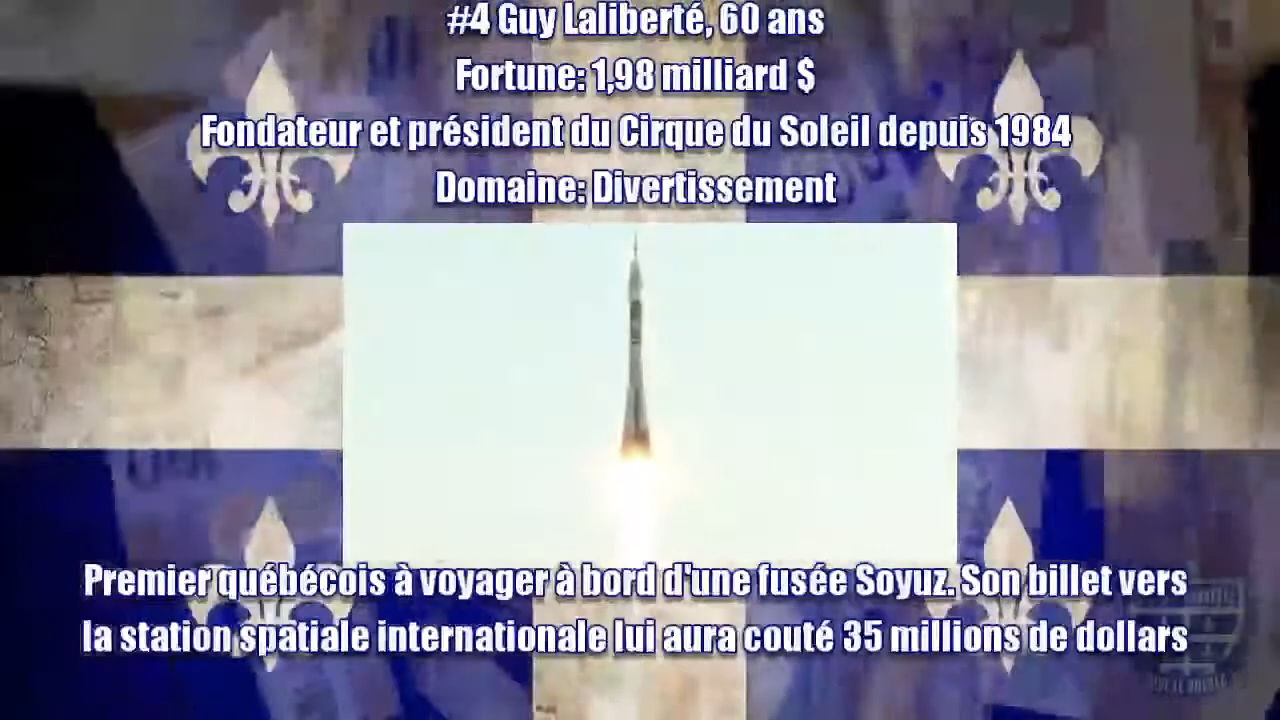 #4 Guy Laliberté, 60 ans
Fortune: 1,98 milliard $
Fondateur et président du Cirque du Soleil depuis 1984
Domaine: Divertissement
Premier québécois à voyager à bord d'une fusée Soyuz. Son billet vers
la station spatiale internationale lui aura couté 35 millions de dollars